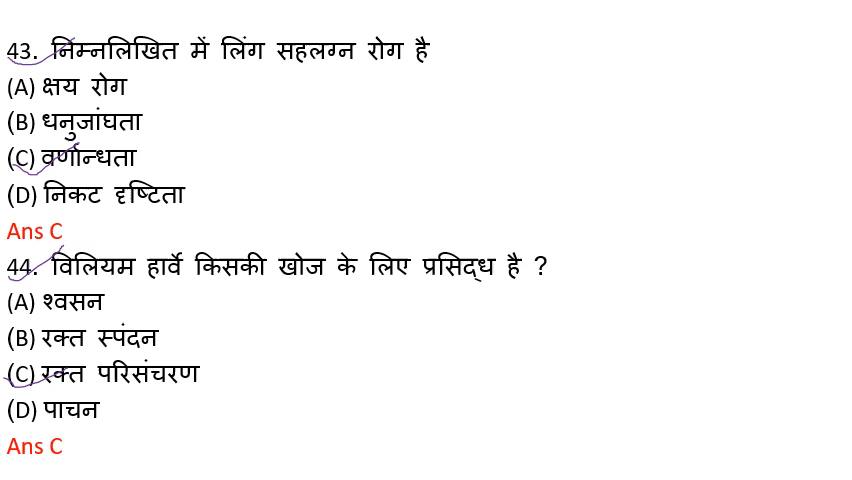 43. निम्नलिखित में लिंग सहलग्न रोग है
(A) क्षय रोग
(B) धनुजांघता
(C) वर्णान्धता
(D) निकट दृष्टिता
Ans C
44. विलियम हार्वे किसकी खोज के लिए प्रसिद्ध है ?
(A) श्वसन
(B) रक्त स्पंदन
(C) रक्त परिसंचरण
(D) पाचन
Ans C